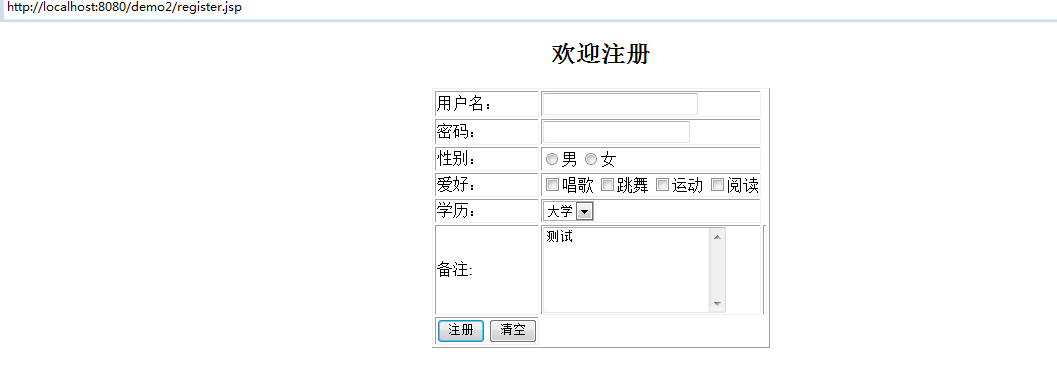 http://localhost:8080/demo2/register.jsp
欢迎注册
用户名：
密码：
性别： 男 女
爱好： 唱歌 跳舞 运动 阅读
学历： 大学
备注: 测试
注册 清空